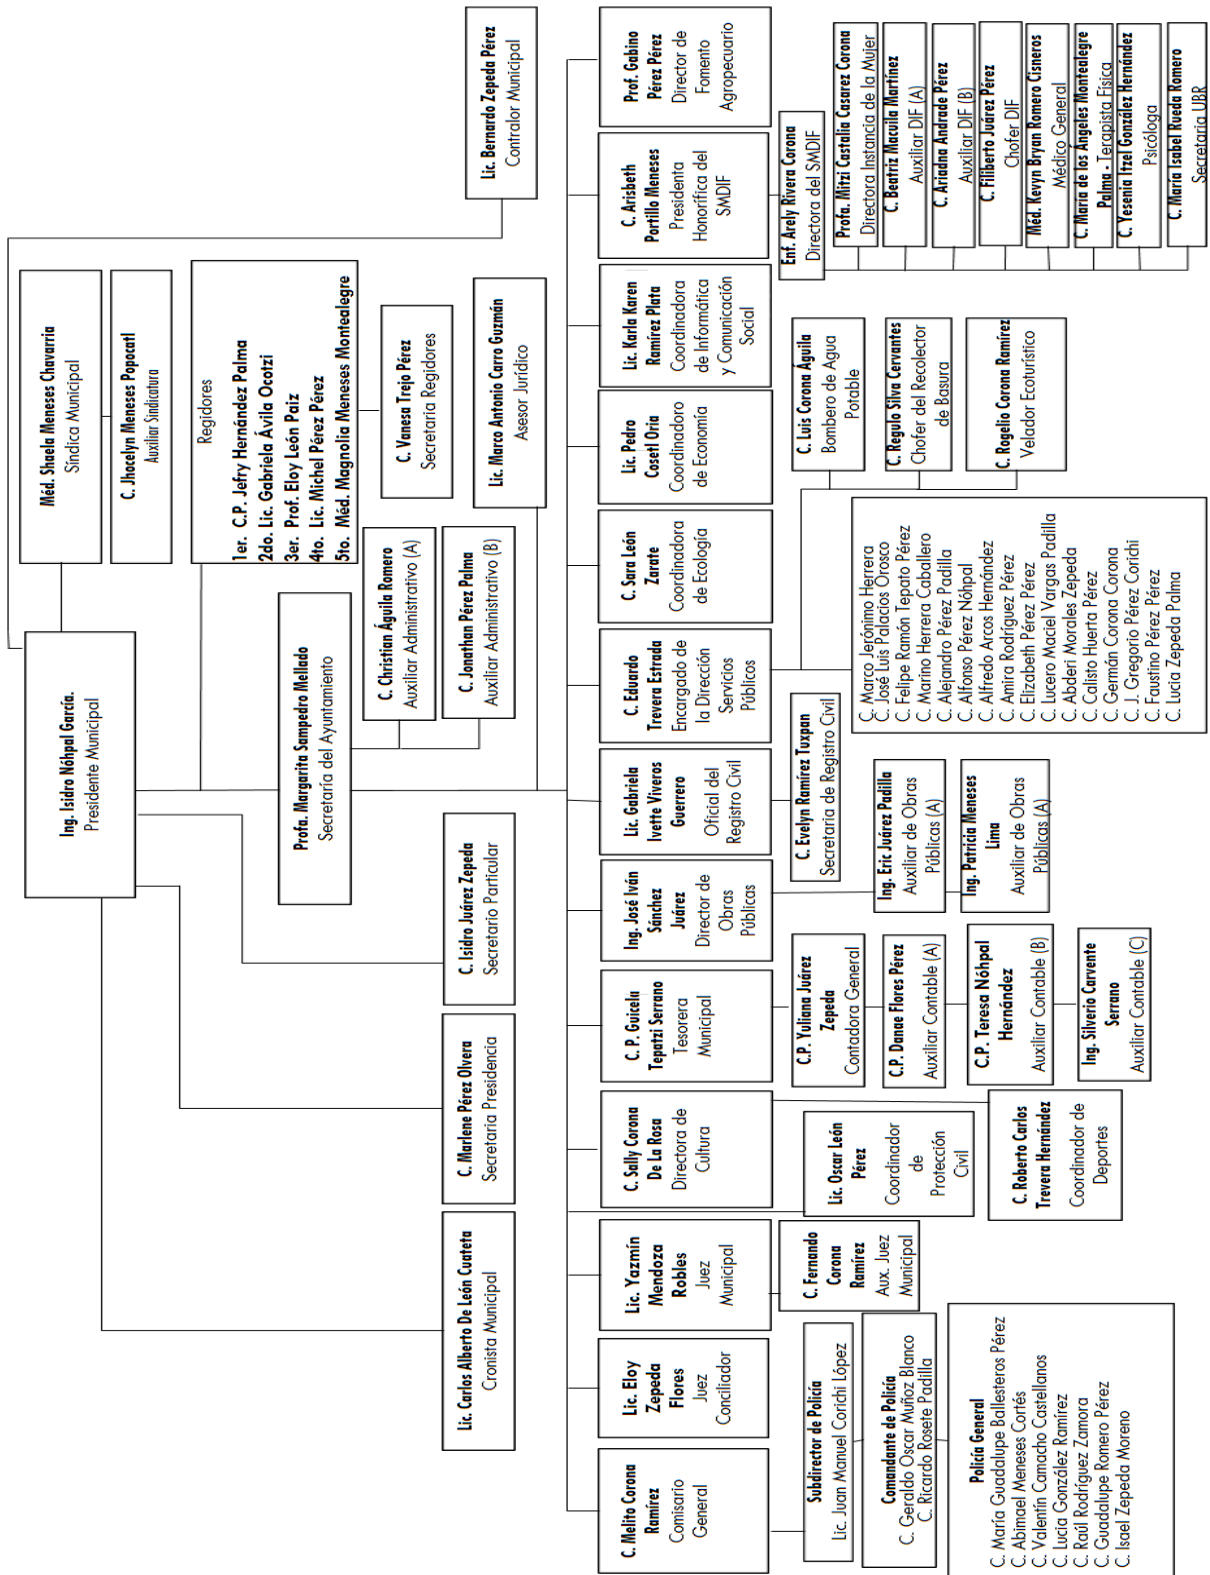 Ing. Isidro Nóhpal García.
Presidente Municipal
Méd. Shaela Meneses Chavarria
Síndica Municipal
C. Jhocelyn Meneses Popocatl
Auxiliar Sindicatura
Lic. Bernardo Zepeda Pérez
Contralor Municipal
Regidores
1er. C.P. Jefry Hernández Palma
2do. Lic. Gabriela Ávila Ocotzi
3er. Prof. Eloy León Paiz
4to. Lic. Michel Pérez Pérez
5to. Méd. Magnolia Meneses Montealegre
C. Vanesa Trejo Pérez
Secretaria Regidores
Profa. Margarita Sampedro Mellado
Secretaría del Ayuntamiento
C. Christian Águila Romero
Auxiliar Administrativo (A)
C. Jonathan Pérez Palma
Auxiliar Administrativo (B)
Lic. Carlos Alberto De León Cuateta
Cronista Municipal
C. Marlene Pérez Olvera
Secretaria Presidencia
C. Isidro Juárez Zepeda
Secretario Particular
Lic. Marco Antonio Carro Guzmán
Asesor Jurídico
C. Melito Corona
Ramírez
Comisario
General
Lic. Eloy
Zepeda
Flores
Juez
Conciliador
Lic. Yazmín
Mendoza
Robles
Juez
Municipal
C. Sally Corona
De La Rosa
Directora de
Cultura
C. P. Guicela
Tepatzi Serrano
Tesorera
Municipal
Ing. José Iván
Sánchez
Juárez
Director de
Obras
Públicas
Lic. Gabriela
Ivette Viveros
Guerrero
Oficial del
Registro Civil
C. Eduardo
Trevera Estrada
Encargado de
la Dirección
Servicios
Públicos
C. Sara León
Zarate
Coordinadora
de Ecología
Lic. Pedro
Cosetl Oria
Coordinadoro
de Economía
Lic. Karla Karen
Ramírez Plata
Coordinadora
de Informática
y Comunicación
Social
C. Arisbeth
Portillo Meneses
Presidenta
Honorífica del
SMDIF
Prof. Gabino
Pérez Pérez
Director de
Fomento
Agropecuario
Subdirector de Policía
Lic. Juan Manuel Corichi López
Comandante de Policía
C. Geraldo Oscar Muñoz Blanco
C. Ricardo Rosete Padilla
Policía General
C. María Guadalupe Ballesteros Pérez
C. Abimael Meneses Cortés
C. Valentín Camacho Castellanos
C. Lucia González Ramírez
C. Raúl Rodríguez Zamora
C. Guadalupe Romero Pérez
C. Isael Zepeda Moreno
C. Fernando
Corona
Ramírez
Aux. Juez
Municipal
Lic. Oscar León
Pérez
Coordinador
de
Protección
Civil
C. Roberto Carlos
Trevera Hernández
Coordinador de
Deportes
C.P. Yuliana Juárez
Zepeda
Contadora General
C.P. Danae Flores Pérez
Auxiliar Contable (A)
C.P. Teresa Nóhpal
Hernández
Auxiliar Contable (B)
Ing. Silverio Carvente
Serrano
Auxiliar Contable (C)
Ing. Eric Juárez Padilla
Auxiliar de Obras
Públicas (A)
Ing. Patricia Meneses
Lima
Auxiliar de Obras
Públicas (A)
C. Evelyn Ramírez Tuxpan
Secretaria de Registro Civil
C. Marco Jerónimo Herrera
C. José Luis Palacios Orosco
C. Felipe Ramón Tepato Pérez
C. Marino Herrera Caballero
C. Alejandro Pérez Padilla
C. Alfonso Pérez Nóhpal
C. Alfredo Arcos Hernández
C. Amira Rodríguez Pérez
C. Elizabeth Pérez Pérez
C. Lucero Maciel Vargas Padilla
C. Abderi Morales Zepeda
C. Calisto Huerta Pérez
C. Germán Corona Corona
C. J. Gregorio Pérez Corichi
C. Faustino Pérez Pérez
C. Lucia Zepeda Palma
C. Luis Corona Águila
Bombero de Agua
Potable
C. Regulo Silva Cervantes
Chofer del Recolector
de Basura
C. Rogelio Corona Ramírez
Velador Ecoturístico
Enf. Arely Rivera Corona
Directora del SMDIF
Profa. Mitzi Castalia Casarez Corona
Directora Instancia de la Mujer
C. Beatriz Macuila Martínez
Auxiliar DIF (A)
C. Ariadna Andrade Pérez
Auxiliar DIF (B)
C. Filiberto Juárez Pérez
Chofer DIF
Méd. Kevyn Bryan Romero Cisneros
Médico General
C. María de los Ángeles Montealegre
Palma - Terapista Física
C. Yesenia Itzel González Hernández
Psicóloga
C. María Isabel Rueda Romero
Secretaria UBR